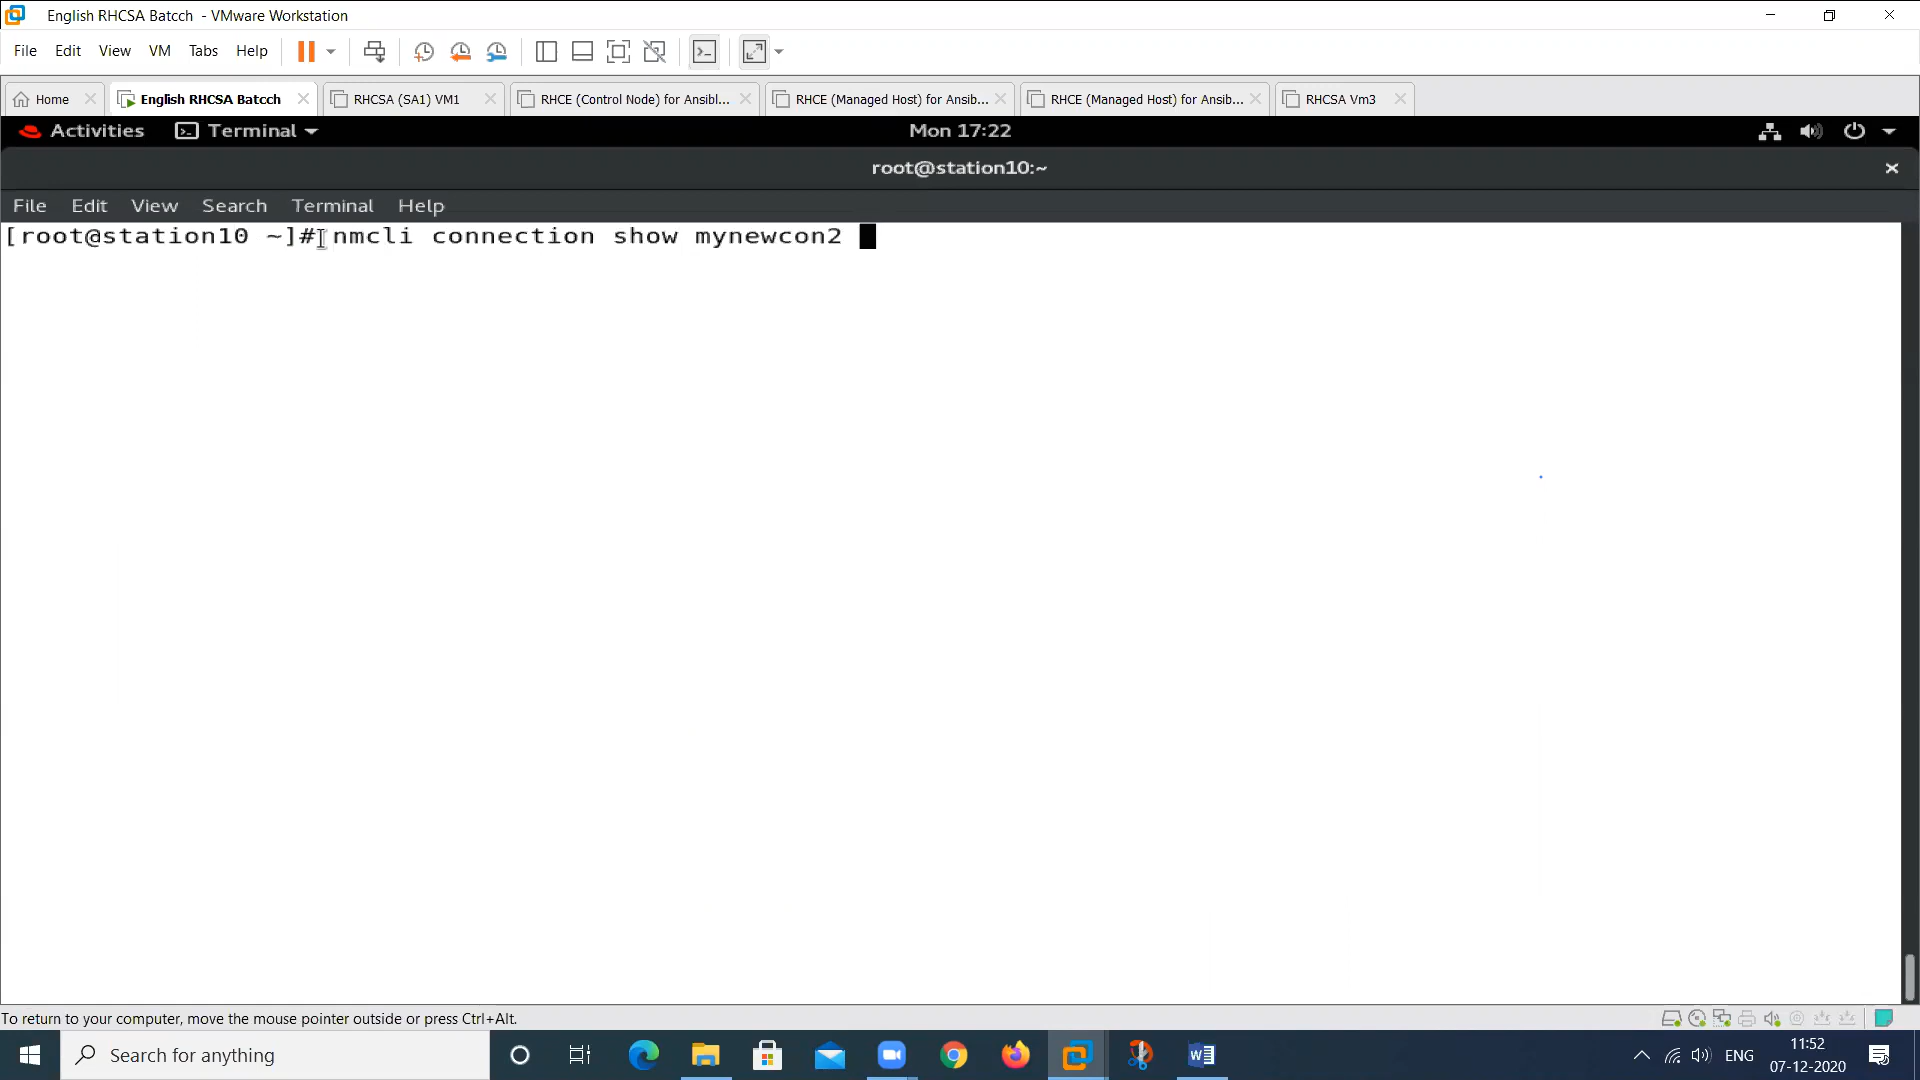 English RHCSA Batcch - VMware Workstation
File Edit View VM Tabs Help
Home English RHCSA Batcch RHCSA (SA1) VM1 RHCE (Control Node) for Ansibl... RHCE (Managed Host) for Ansib... RHCE (Managed Host) for Ansib... RHCSA Vm3
Activities Terminal Mon 17:22
root@station10:~
File Edit View Search Terminal Help
[root@station10 ~]# nmcli connection show mynewcon2
To return to your computer, move the mouse pointer outside or press Ctrl+Alt.
Search for anything ENG 11:52
07-12-2020